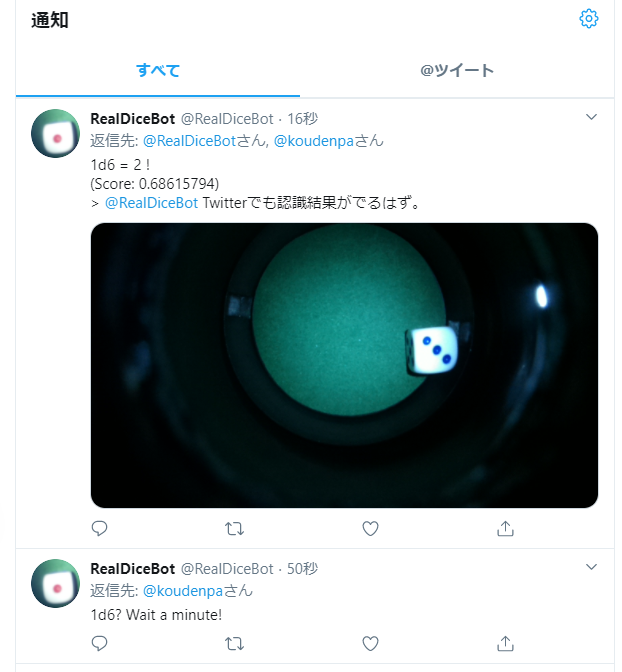 通知
すべて
@ツイート
RealDiceBot @RealDiceBot · 16秒
返信先: @RealDiceBotさん, @koudenpaさん
1d6 = 2 !
(Score: 0.68615794)
> @RealDiceBot Twitterでも認識結果がでるはず。
RealDiceBot @RealDiceBot · 50秒
返信先: @koudenpaさん
1d6? Wait a minute!